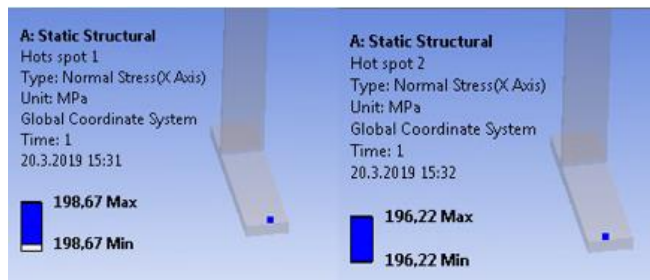 A: Static Structural
Hots spot 1
Type: Normal Stress(X Axis)
Unit: MPa
Global Coordinate System
Time: 1
20.3.2019 15:31
198,67 Max
198,67 Min
A: Static Structural
Hot spot 2
Type: Normal Stress(X Axis)
Unit: MPa
Global Coordinate System
Time: 1
20.3.2019 15:32
196,22 Max
196,22 Min